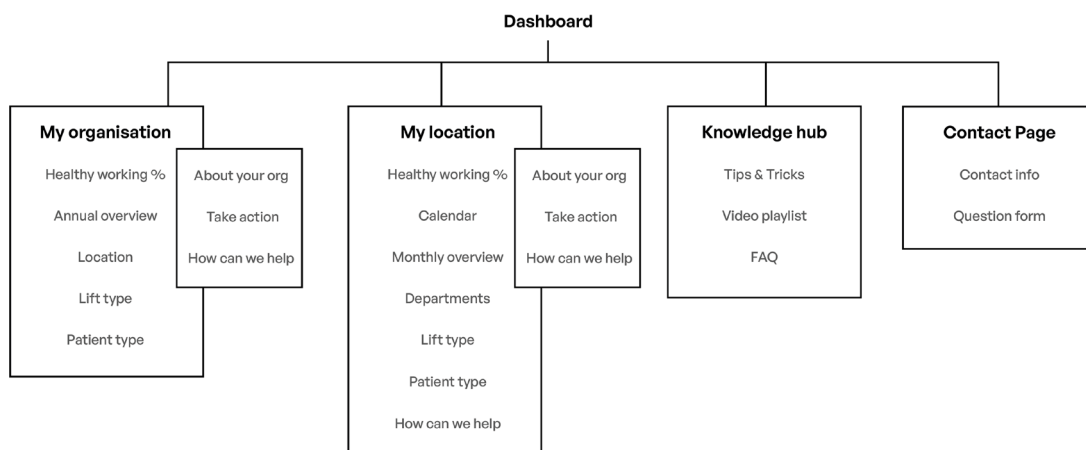 Dashboard
My organisation
Healthy working %
Annual overview
Location
Lift type
Patient type
About your org
Take action
How can we help
My location
Healthy working %
Calendar
Monthly overview
Departments
Lift type
Patient type
How can we help
About your org
Take action
How can we help
Knowledge hub
Tips & Tricks
Video playlist
FAQ
Contact Page
Contact info
Question form